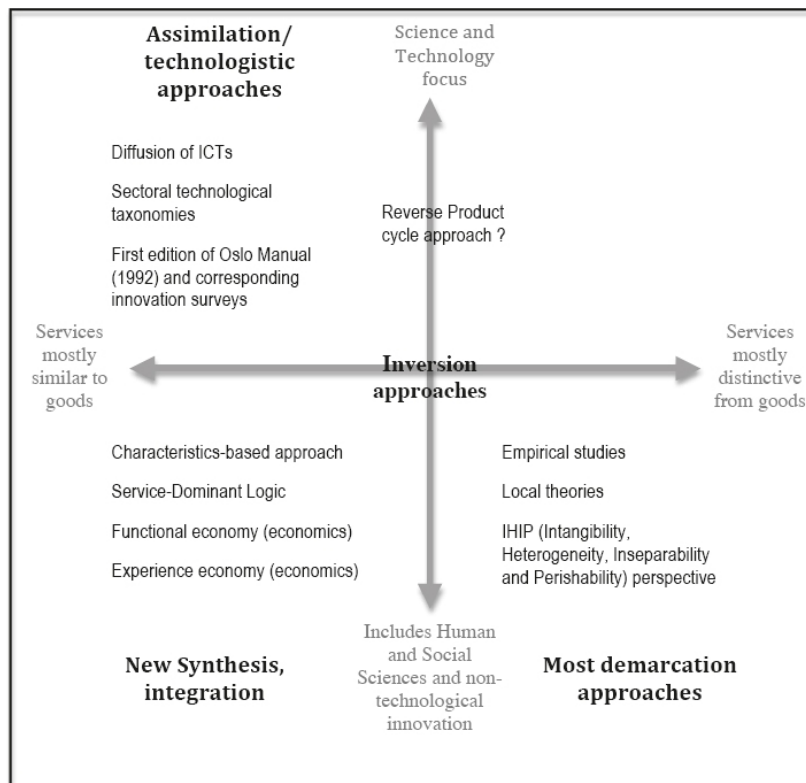 Assimilation/
technologistic
approaches
Science and
Technology
focus
Diffusion of ICTs
Sectoral technological
taxonomies
First edition of Oslo Manual
(1992) and corresponding
innovation surveys
Reverse Product
cycle approach ?
Services
mostly
similar to
goods
Inversion
approaches
Services
mostly
distinctive
from goods
Characteristics-based approach
Service-Dominant Logic
Functional economy (economics)
Experience economy (economics)
Empirical studies
Local theories
IHIP (Intangibility,
Heterogeneity, Inseparability
and Perishability) perspective
New Synthesis,
integration
Includes Human
and Social
Sciences and non-
technological
innovation
Most demarcation
approaches